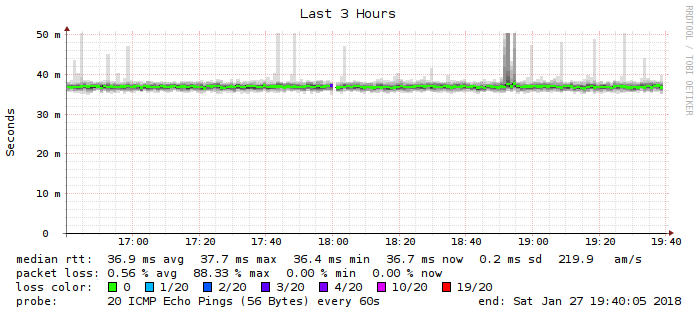 Last 3 Hours
RRDTOOL / TOBI OETIKER
Seconds
50 m
40 m
30 m
20 m
10 m
0
17:00 17:20 17:40 18:00 18:20 18:40 19:00 19:20 19:40
median rtt: 36.9 ms avg 37.7 ms max 36.4 ms min 36.7 ms now 0.2 ms sd 219.9 am/s
packet loss: 0.56 % avg 88.33 % max 0.00 % min 0.00 % now
loss color: 0 1/20 2/20 3/20 4/20 10/20 19/20
probe: 20 ICMP Echo Pings (56 Bytes) every 60s end: Sat Jan 27 19:40:05 2018